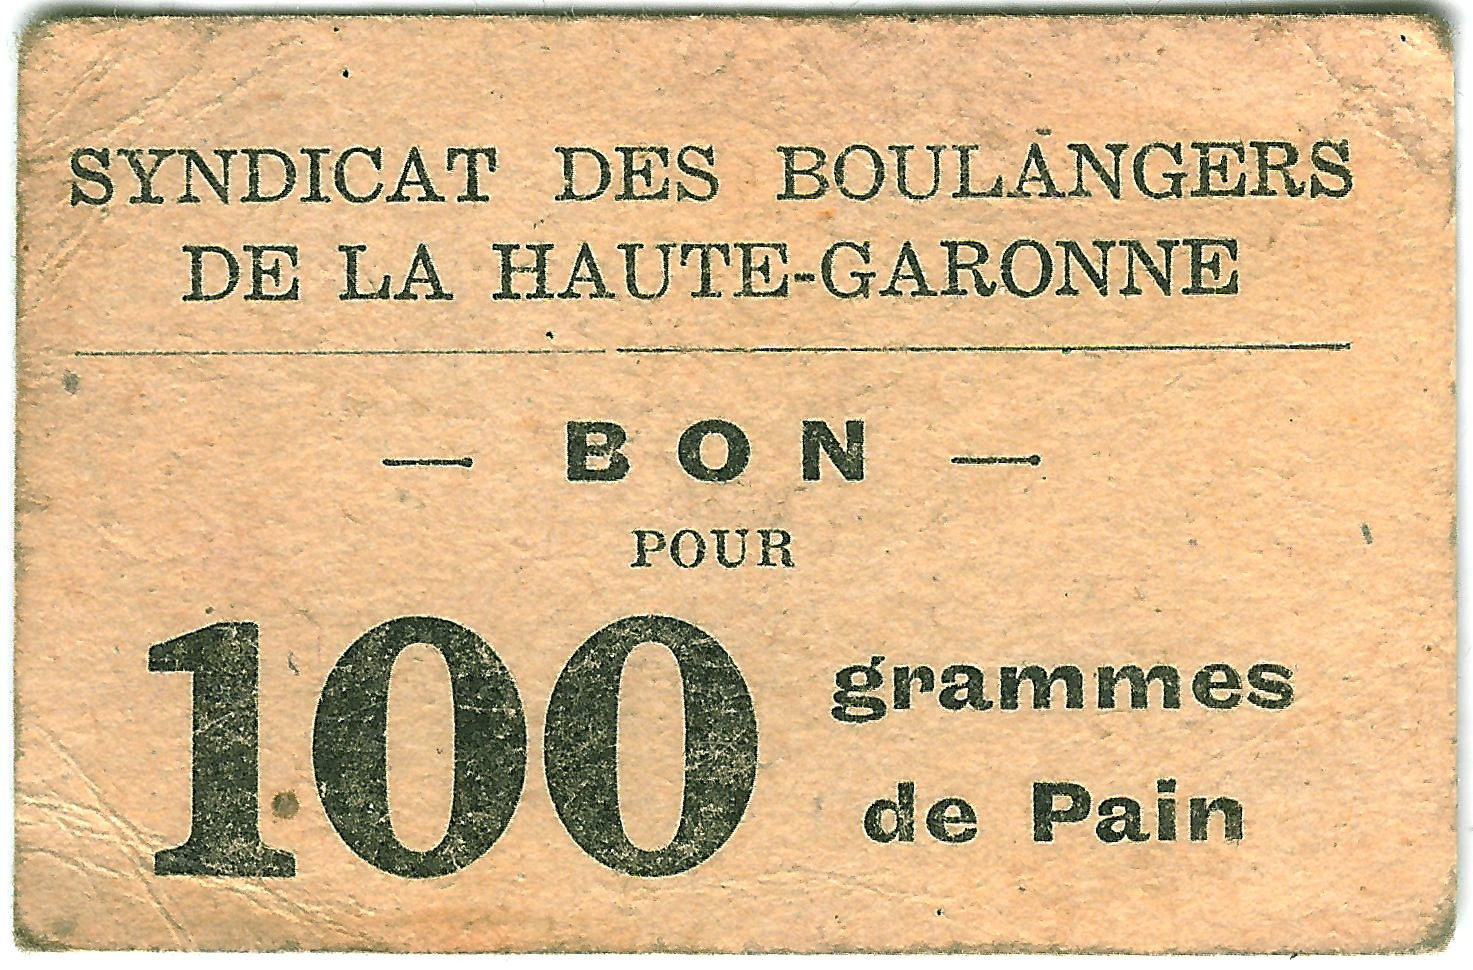 SYNDICAT DES BOULANGERS
DE LA HAUTE-GARONNE
— BON —
POUR
100 grammes
de Pain